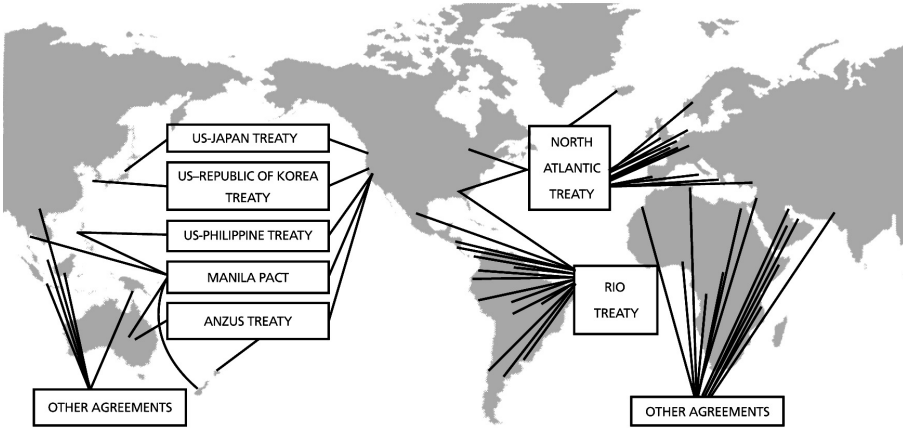 US-JAPAN TREATY
US–REPUBLIC OF KOREA
TREATY
US-PHILIPPINE TREATY
MANILA PACT
ANZUS TREATY
OTHER AGREEMENTS
NORTH
ATLANTIC
TREATY
RIO
TREATY
OTHER AGREEMENTS